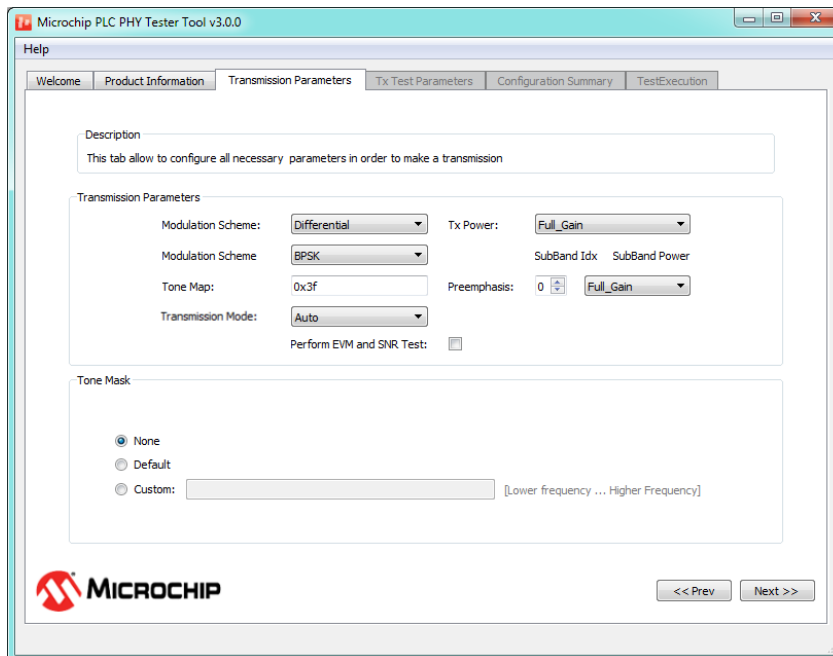 Microchip PLC PHY Tester Tool v3.0.0
Help
Welcome Product Information Transmission Parameters Tx Test Parameters Configuration Summary TestExecution
Description
This tab allow to configure all necessary parameters in order to make a transmission
Transmission Parameters
Modulation Scheme: Differential Tx Power: Full_Gain
Modulation Scheme BPSK SubBand Idx SubBand Power
Tone Map: 0x3f Preemphasis: 0 Full_Gain
Transmission Mode: Auto
Perform EVM and SNR Test:
Tone Mask
None
Default
Custom: [Lower frequency ... Higher Frequency]
MICROCHIP
<< Prev Next >>